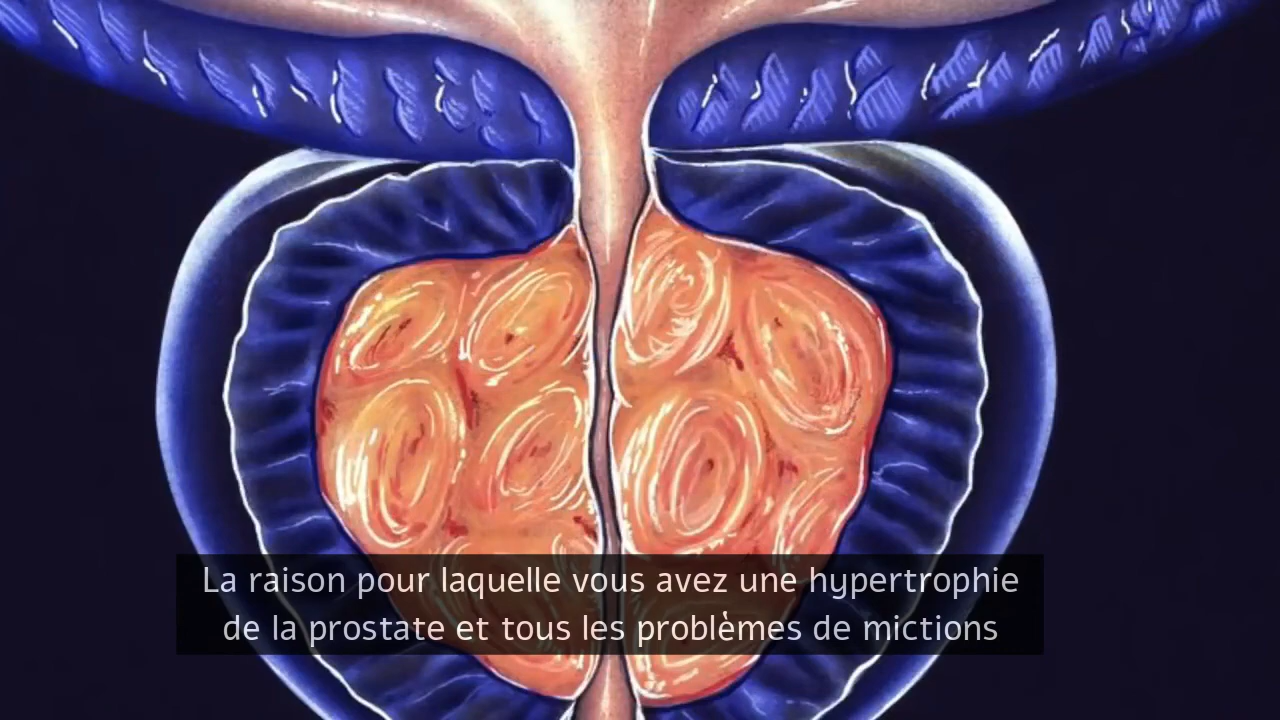 La raison pour laquelle vous avez une hypertrophie
de la prostate et tous les problèmes de mictions